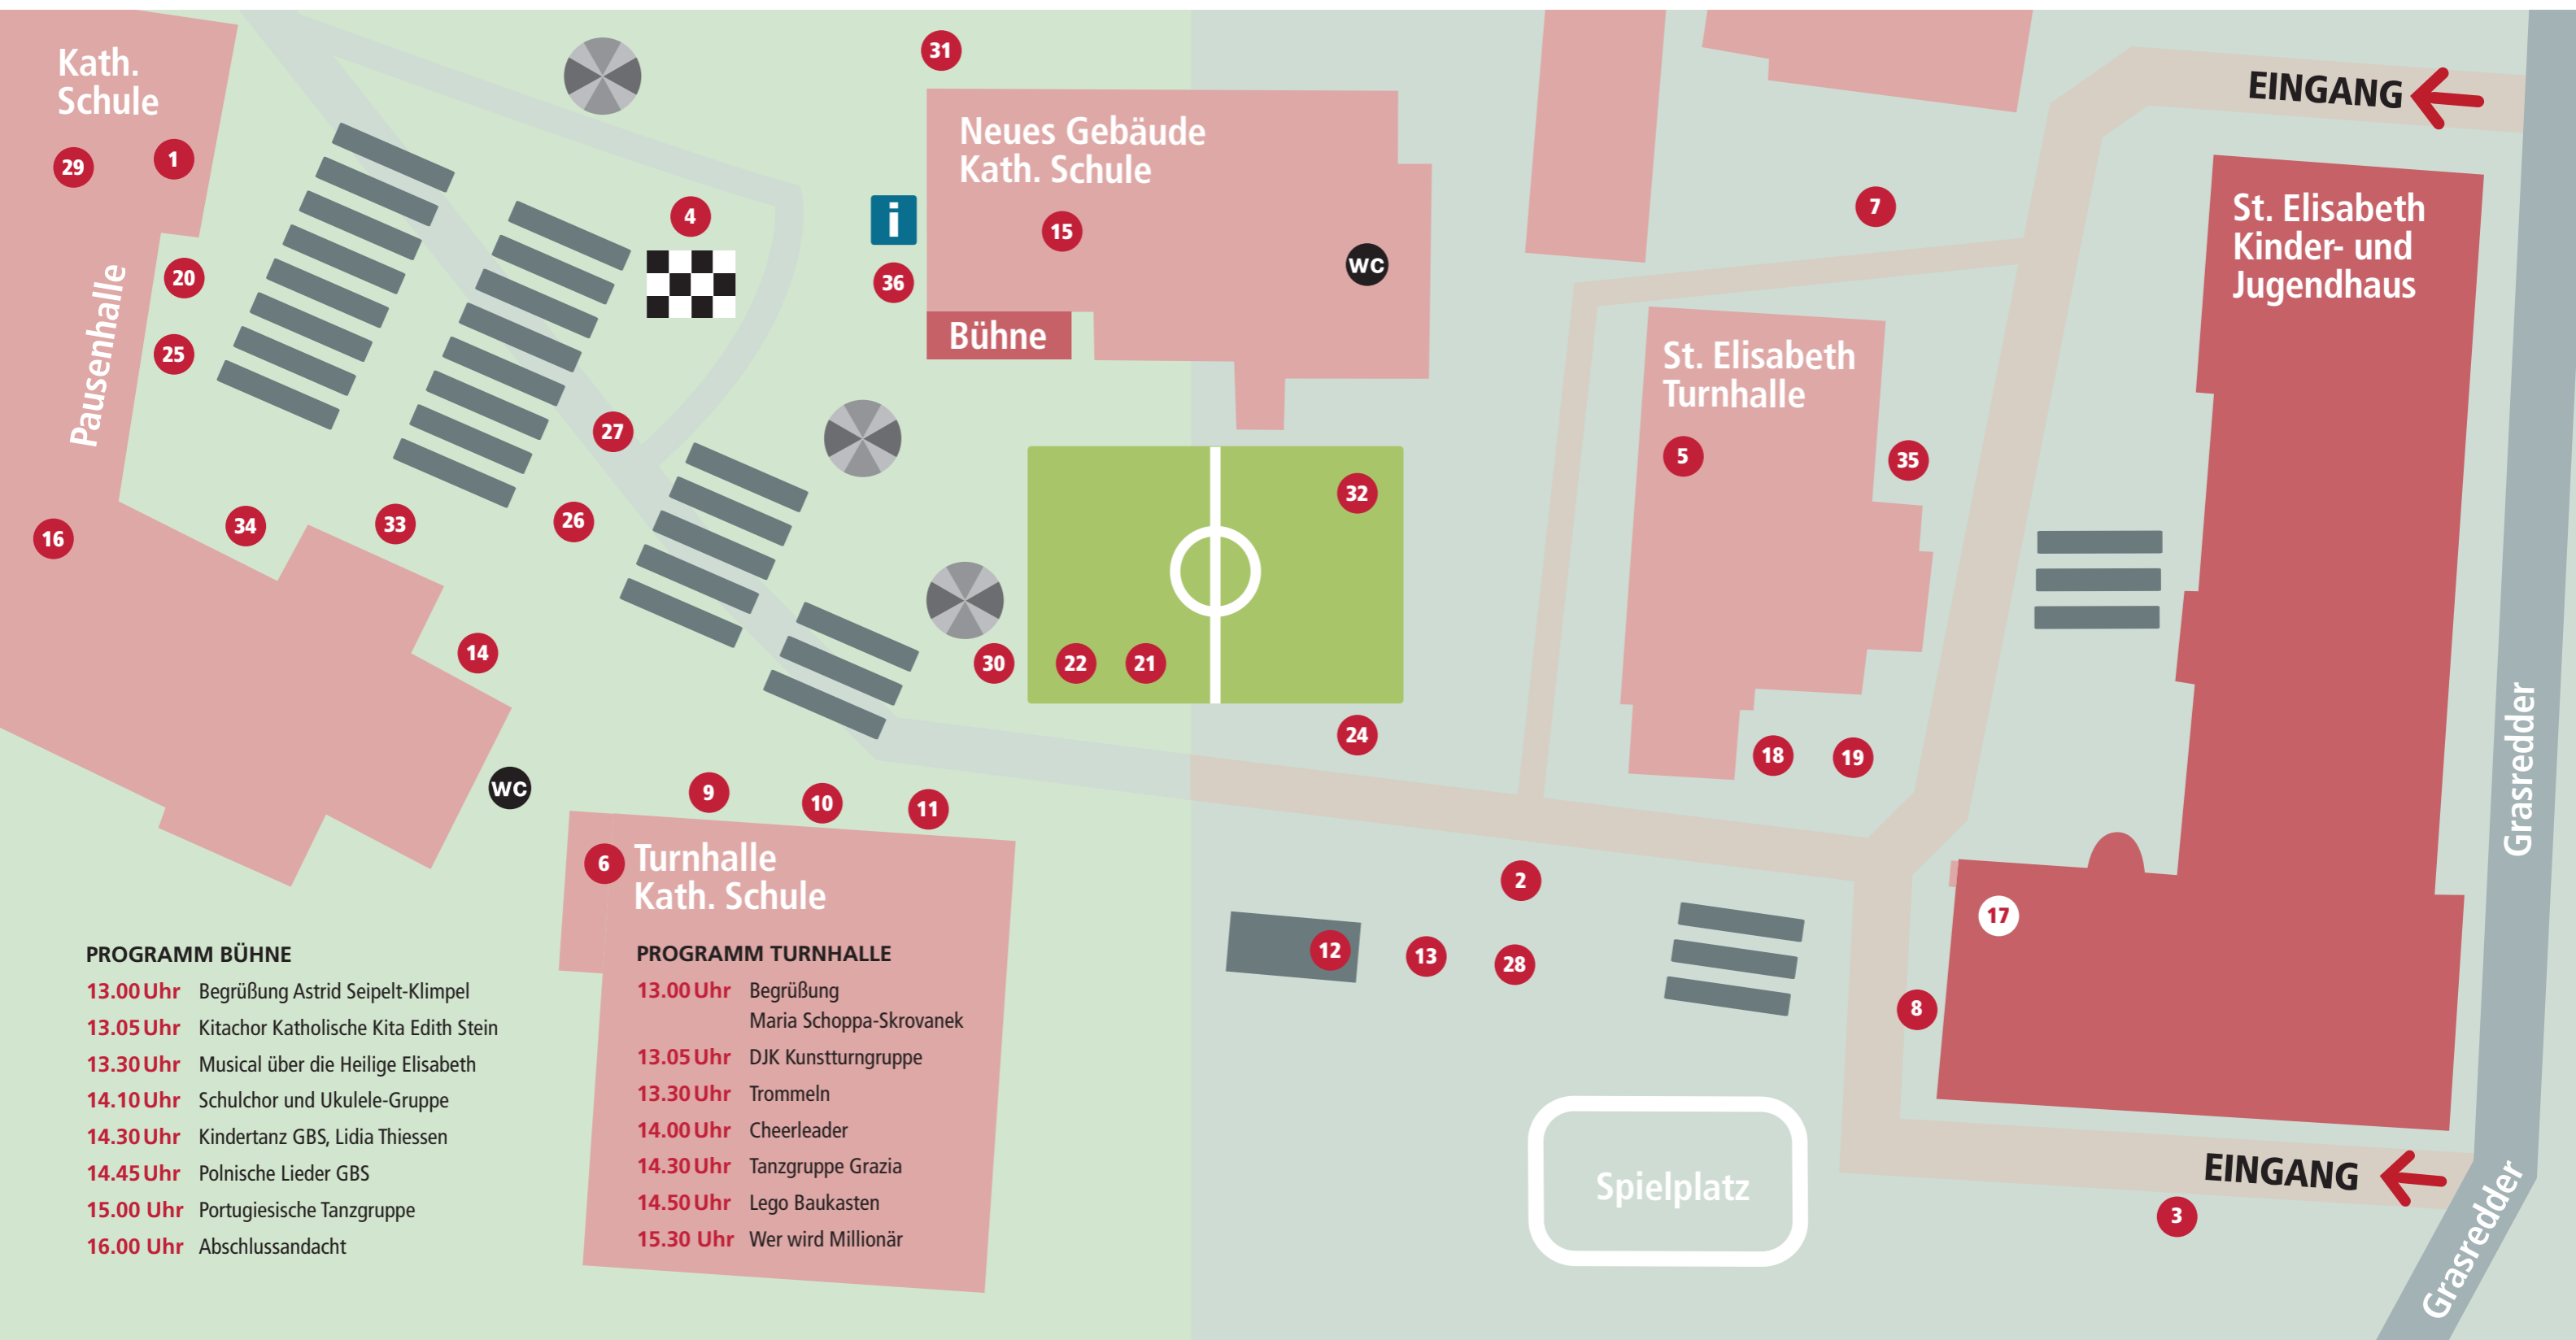 Kath.
Schule
29
1
20
25
Pausenhalle
16
34
33
14
WC
4
27
26
31
i
36
Neues Gebäude
Kath. Schule
15
WC
Bühne
32
30
22
21
24
7
St. Elisabeth
Turnhalle
5
35
18
19
EINGANG
St. Elisabeth
Kinder- und
Jugendhaus
Grasredder
9
10
11
6
Turnhalle
Kath. Schule
2
12
13
28
17
8
Spielplatz
EINGANG
3
Grasredder
PROGRAMM BÜHNE
13.00 Uhr Begrüßung Astrid Seipelt-Klimpel
13.05 Uhr Kitachor Katholische Kita Edith Stein
13.30 Uhr Musical über die Heilige Elisabeth
14.10 Uhr Schulchor und Ukulele-Gruppe
14.30 Uhr Kindertanz GBS, Lidia Thiessen
14.45 Uhr Polnische Lieder GBS
15.00 Uhr Portugiesische Tanzgruppe
16.00 Uhr Abschlussandacht
PROGRAMM TURNHALLE
13.00 Uhr Begrüßung
Maria Schoppa-Skrovanek
13.05 Uhr DJK Kunstturngruppe
13.30 Uhr Trommeln
14.00 Uhr Cheerleader
14.30 Uhr Tanzgruppe Grazia
14.50 Uhr Lego Baukasten
15.30 Uhr Wer wird Millionär